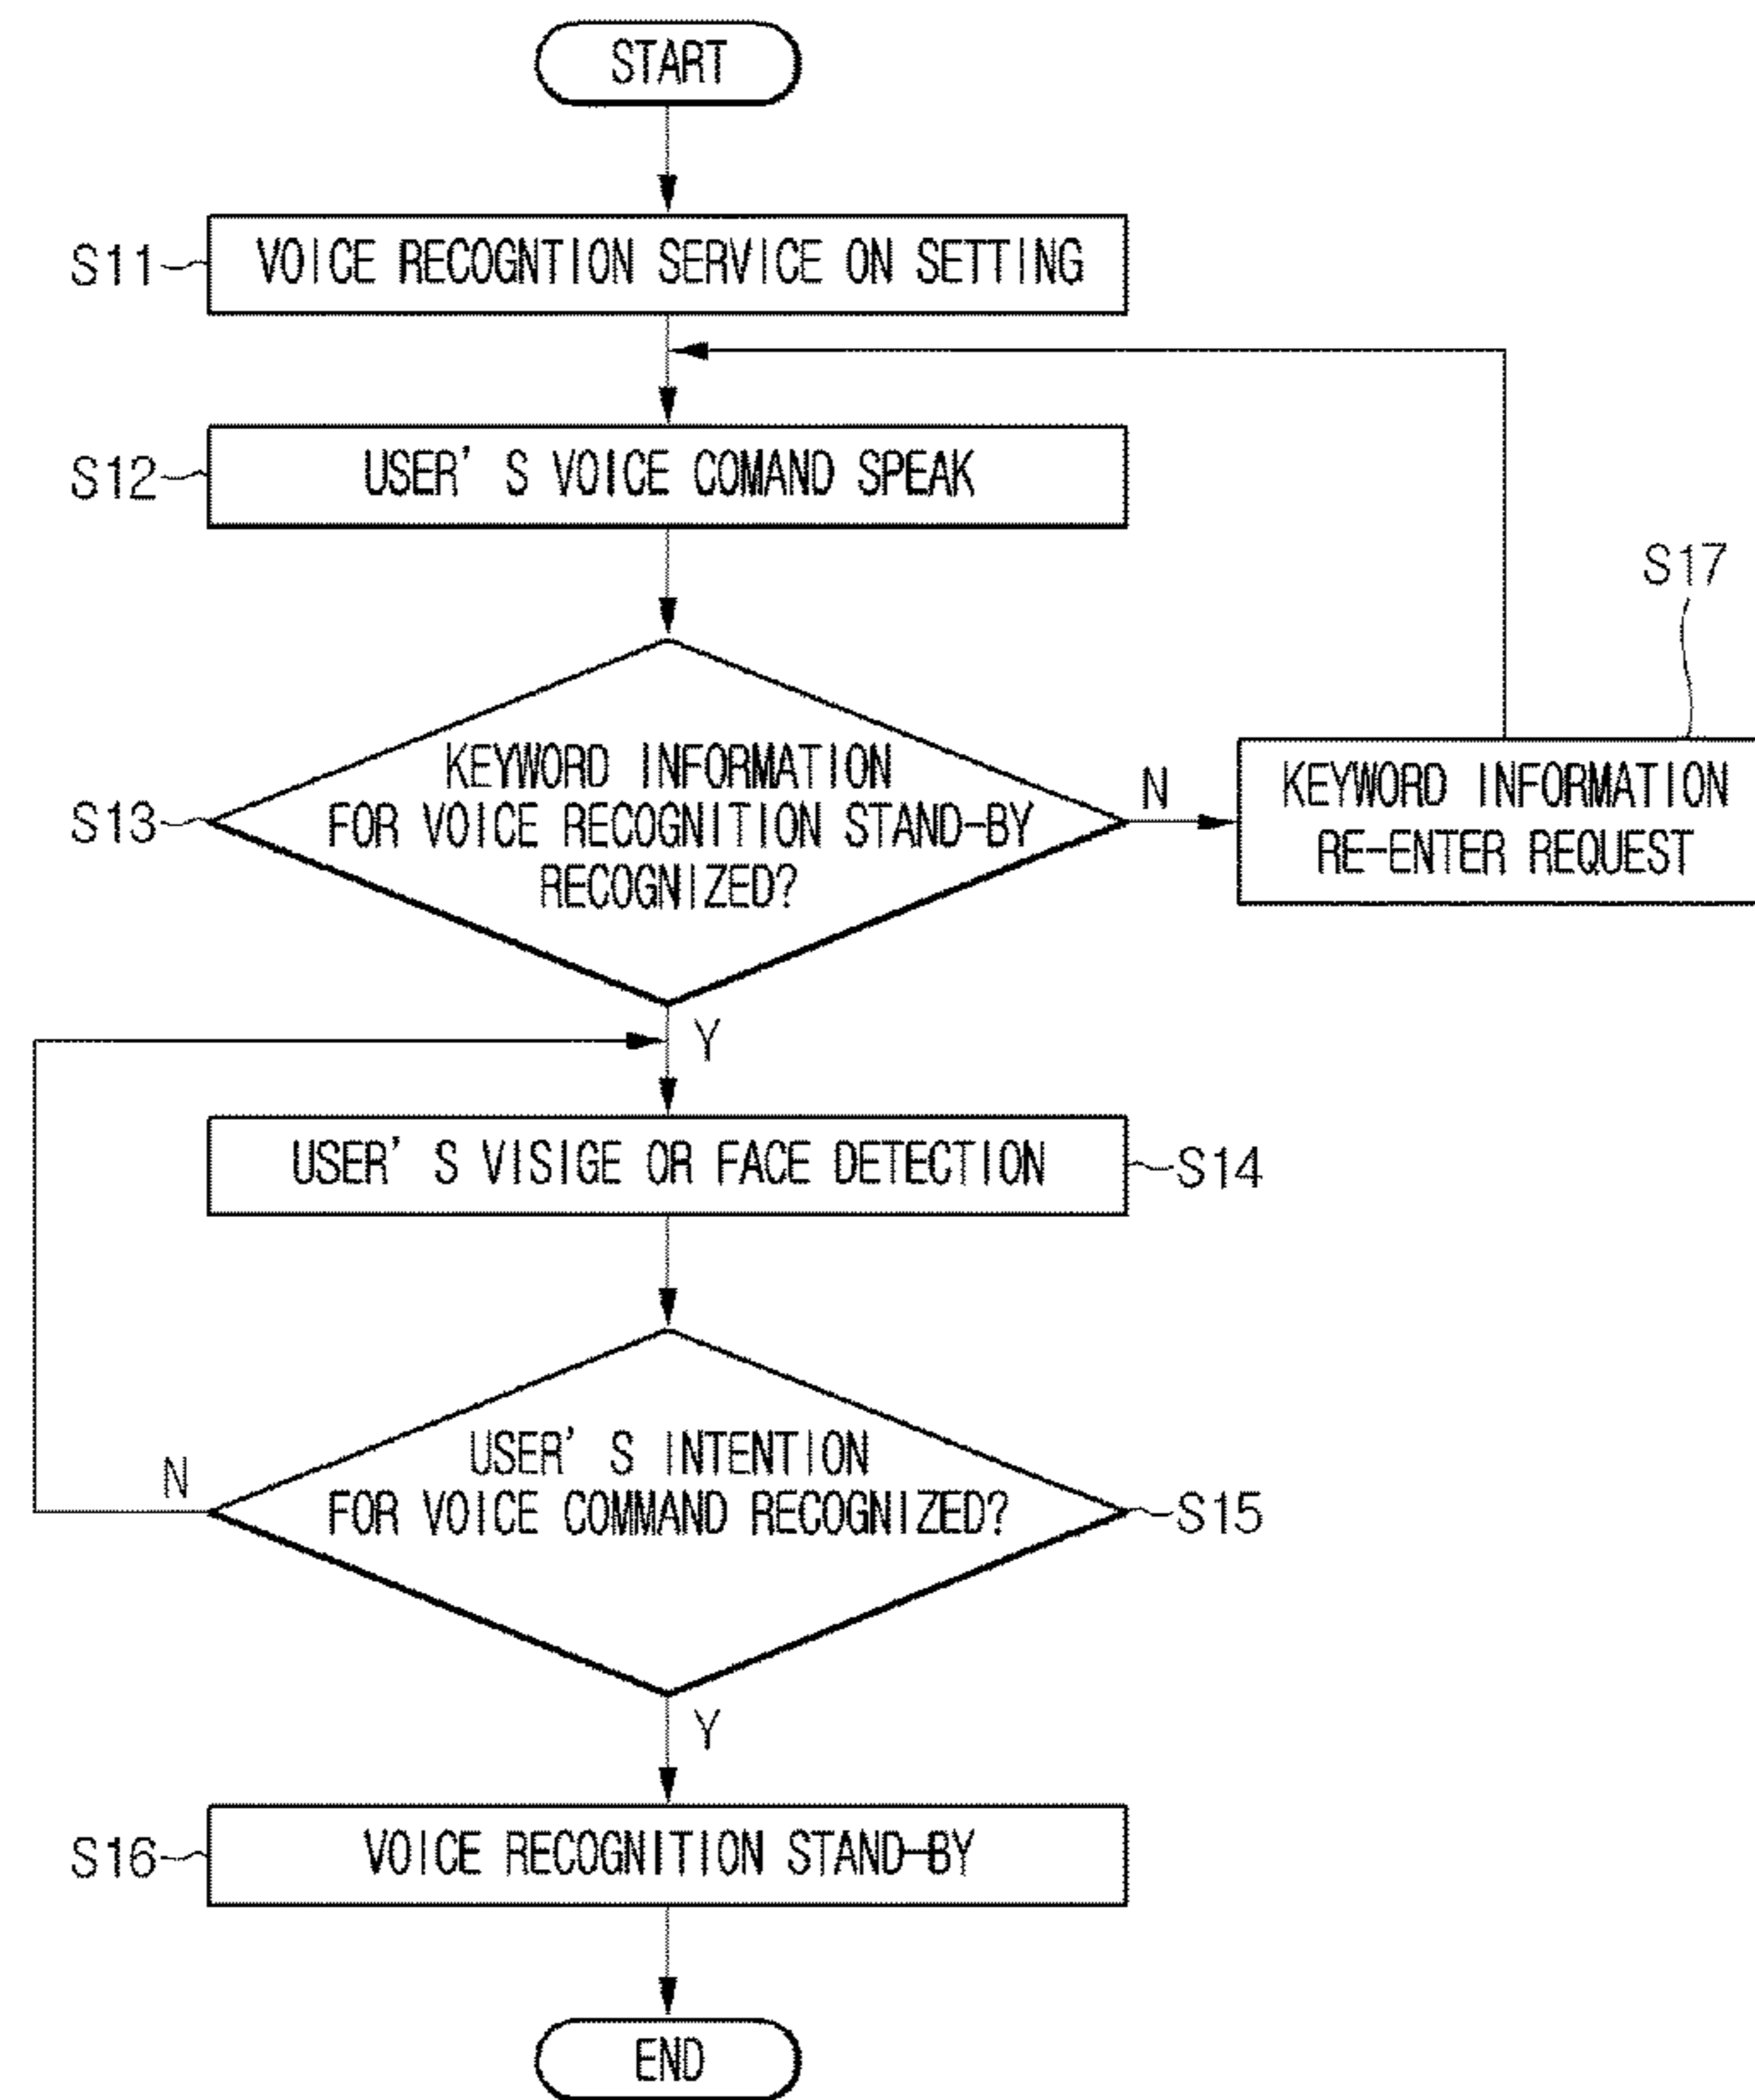 START
S11
VOICE RECOGNTION SERVICE ON SETTING
S12
USER'S VOICE COMAND SPEAK
S17
S13
KEYWORD INFORMATION
FOR VOICE RECOGNITION STAND-BY
RECOGNIZED?
N
KEYWORD INFORMATION
RE-ENTER REQUEST
Y
USER'S VISIGE OR FACE DETECTION
S14
N
USER'S INTENTION
FOR VOICE COMMAND RECOGNIZED?
S15
Y
S16
VOICE RECOGNITION STAND-BY
END